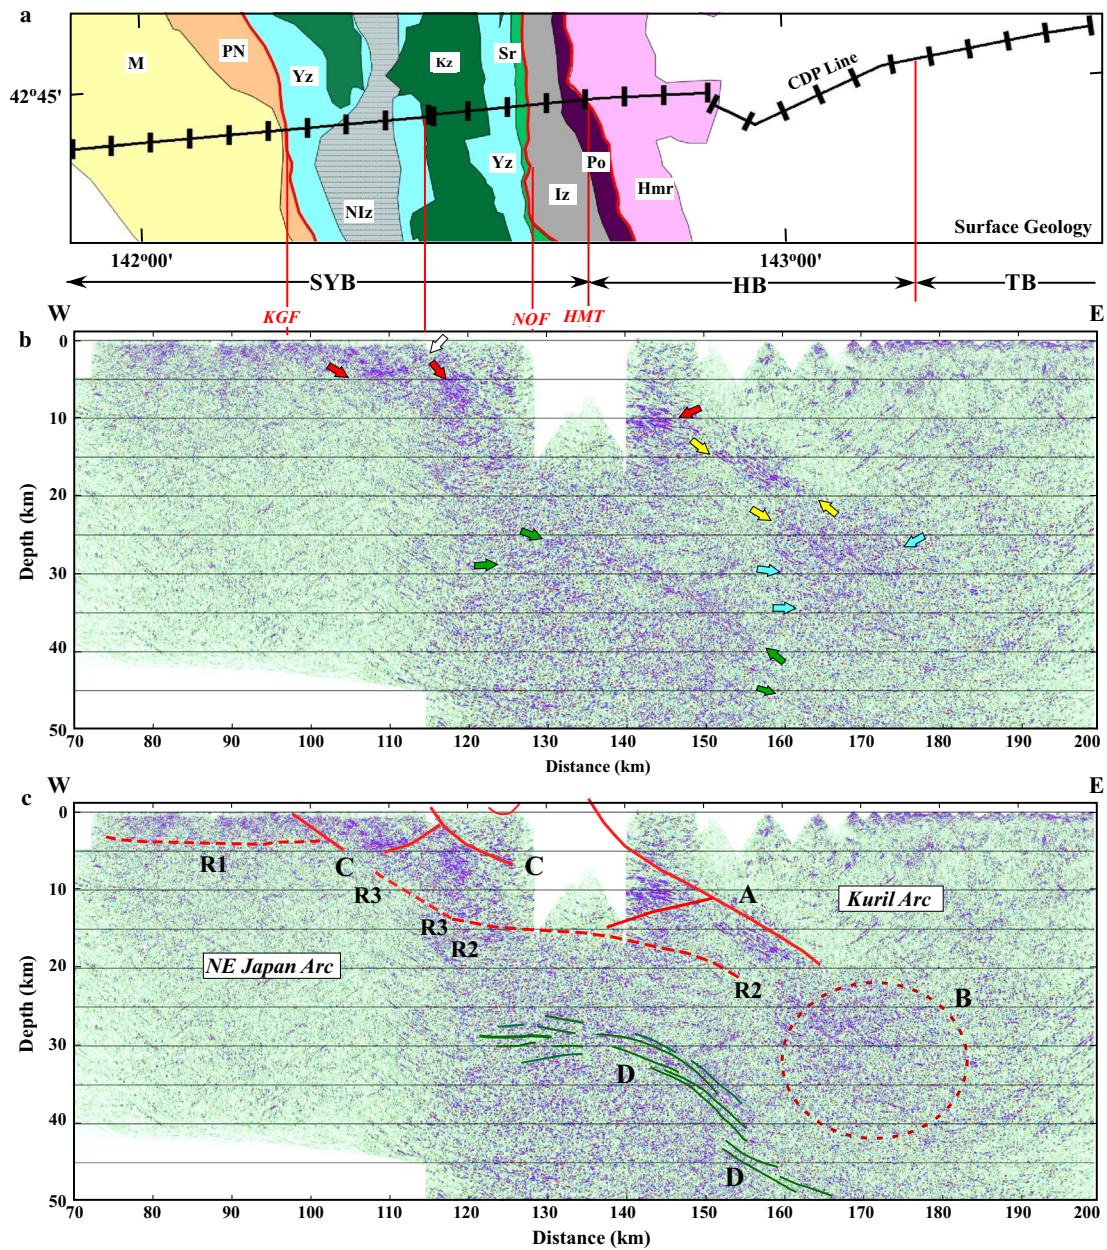 a
M
PN
Yz
Kz
Sr
CDP Line
42°45'
Yz
Po
NIz
Iz
Hmr
Surface Geology
142°00'
143°00'
SYB
HB
TB
W
KGF
NOF
HMT
E
b
0
10
20
30
40
50
Depth (km)
70
80
90
100
110
120
130
140
150
160
170
180
190
200
Distance (km)
W
E
c
0
10
20
30
40
50
Depth (km)
R1
C
C
R3
R3
R2
A
Kuril Arc
NE Japan Arc
R2
B
D
D
70
80
90
100
110
120
130
140
150
160
170
180
190
200
Distance (km)